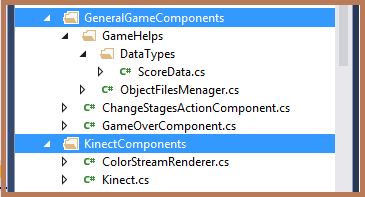 GeneralGameComponents
GameHelps
DataTypes
C# ScoreData.cs
C# ObjectFilesMenager.cs
C# ChangeStagesActionComponent.cs
C# GameOverComponent.cs
KinectComponents
C# ColorStreamRenderer.cs
C# Kinect.cs